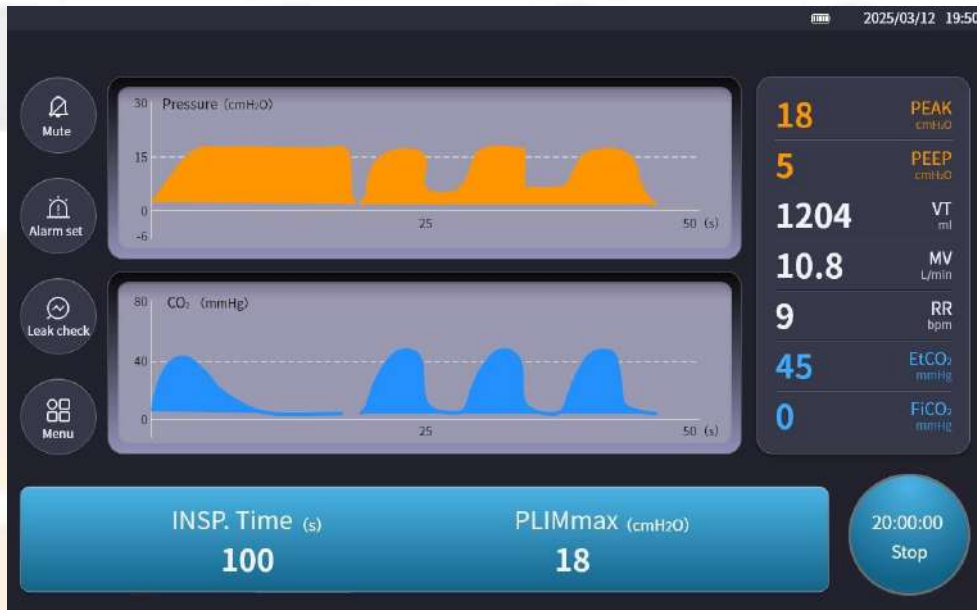 2025/03/12 19:50
Mute
Alarm set
Leak check
Menu
Pressure (cmH₂O)
30
15
0
-6
25
50 (s)
CO₂ (mmHg)
80
40
0
25
50 (s)
18 PEAK
cmH₂O
5 PEEP
cmH₂O
1204 VT
ml
10.8 MV
L/min
9 RR
bpm
45 EtCO₂
mmHg
0 FiCO₂
mmHg
INSP. Time (s)
100
PLIMmax (cmH₂O)
18
20:00:00
Stop